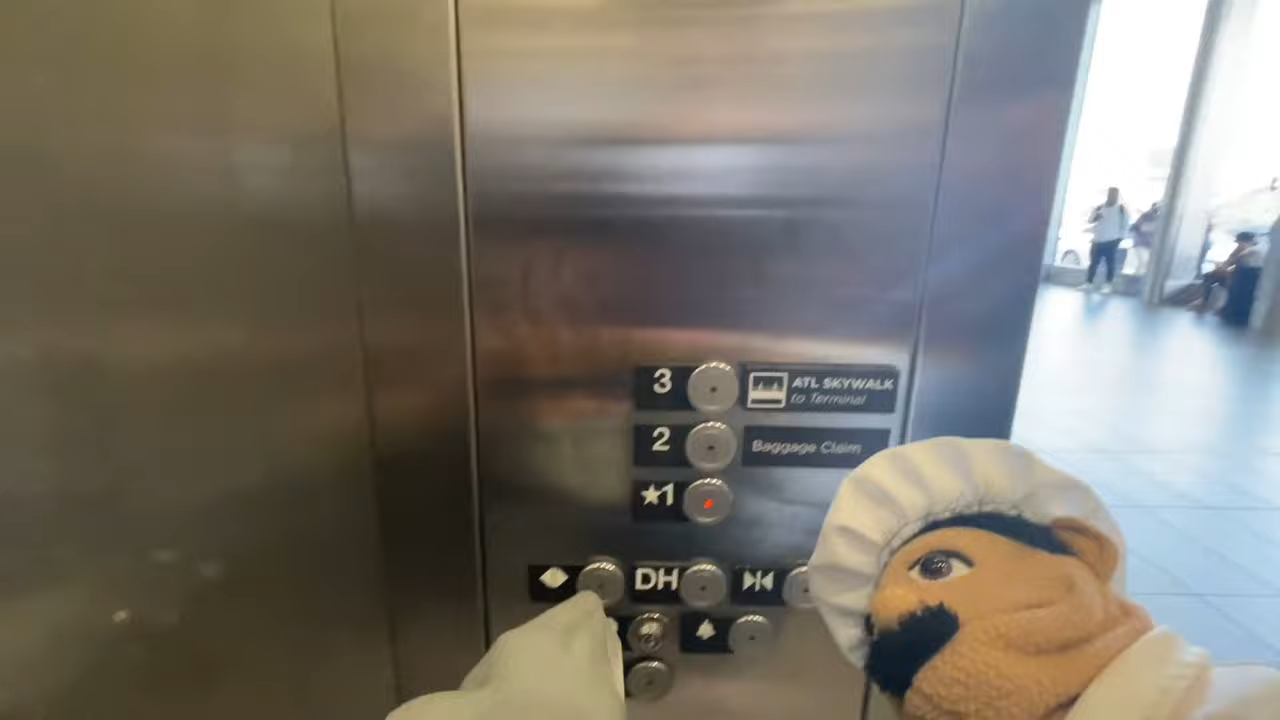 3 ATL SKYWALK
to Terminal
2 Baggage Claim
★1
DH